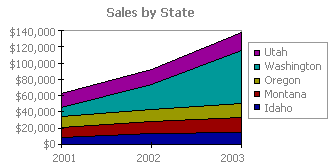 Sales by State
$140,000
$120,000
$100,000
$80,000
$60,000
$40,000
$20,000
$0
2001 2002 2003
Utah
Washington
Oregon
Montana
Idaho